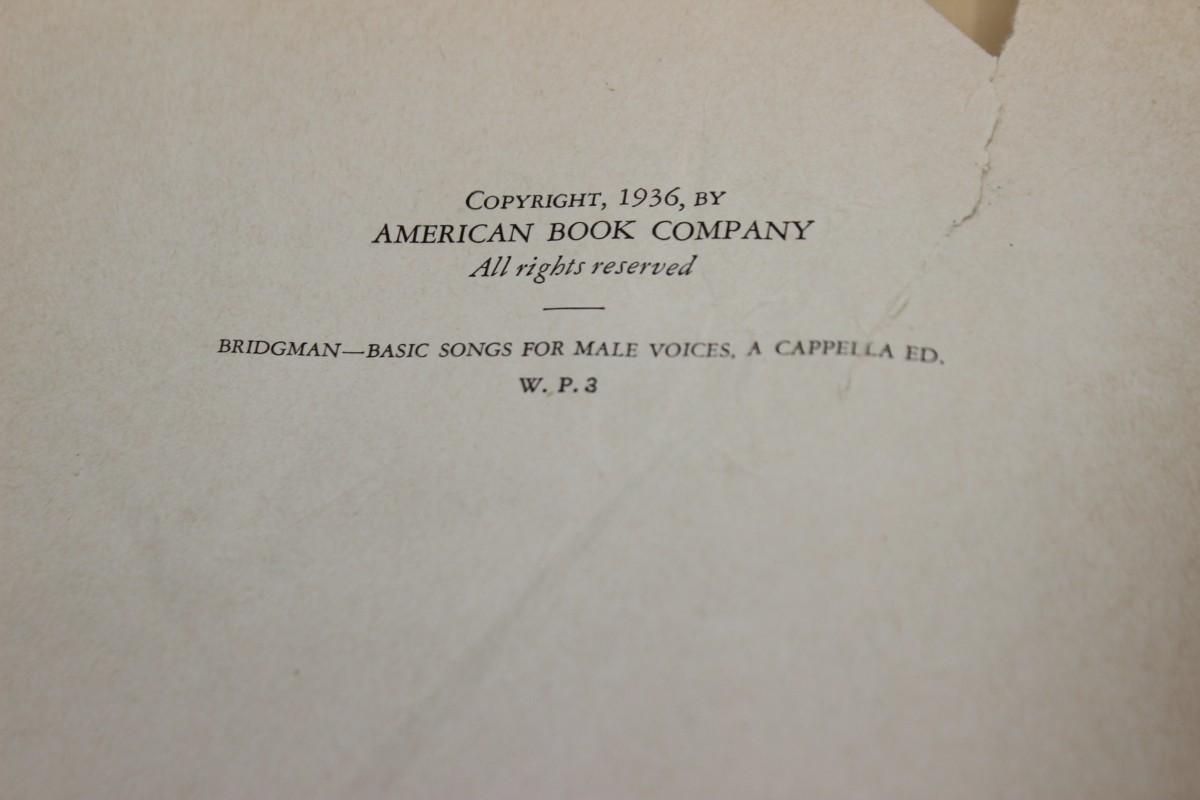 COPYRIGHT, 1936, BY
AMERICAN BOOK COMPANY
All rights reserved
BRIDGMAN—BASIC SONGS FOR MALE VOICES, A CAPPELLA ED.
W. P. 3